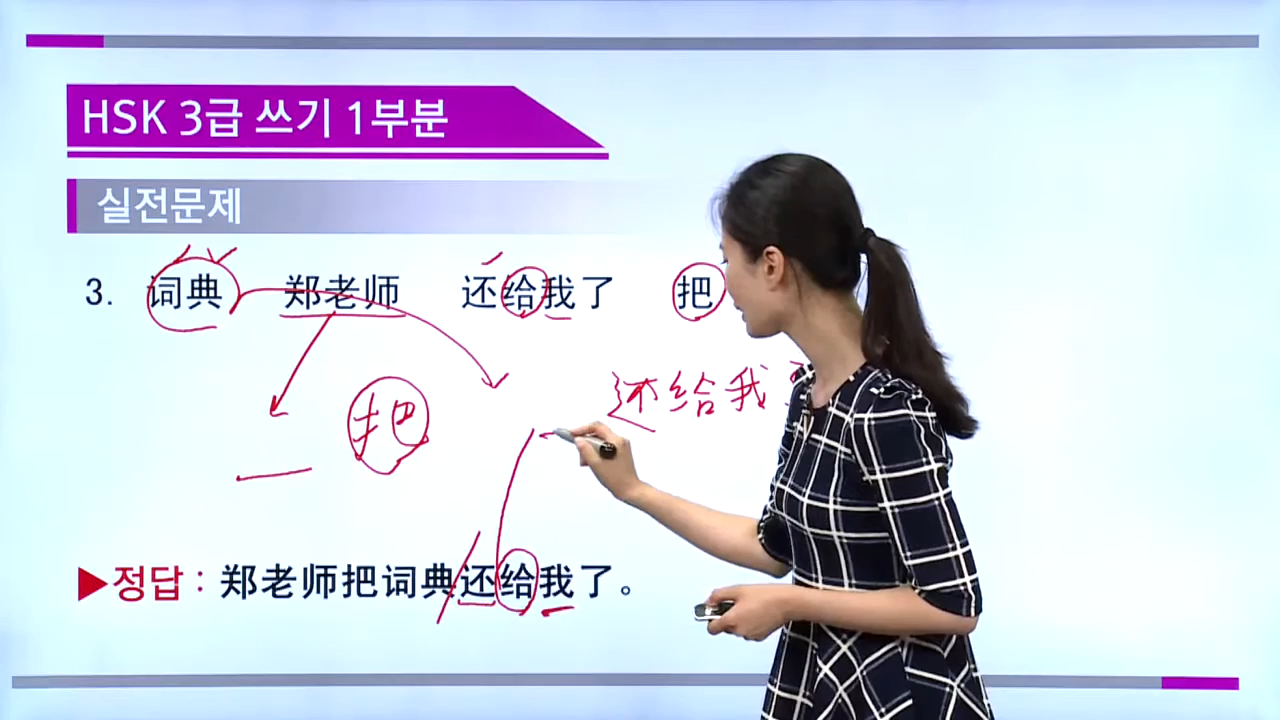 HSK 3급 쓰기 1부분
실전문제
3. 词典 郑老师 还给我了 把
把 还给我
▶정답 : 郑老师把词典还给我了。